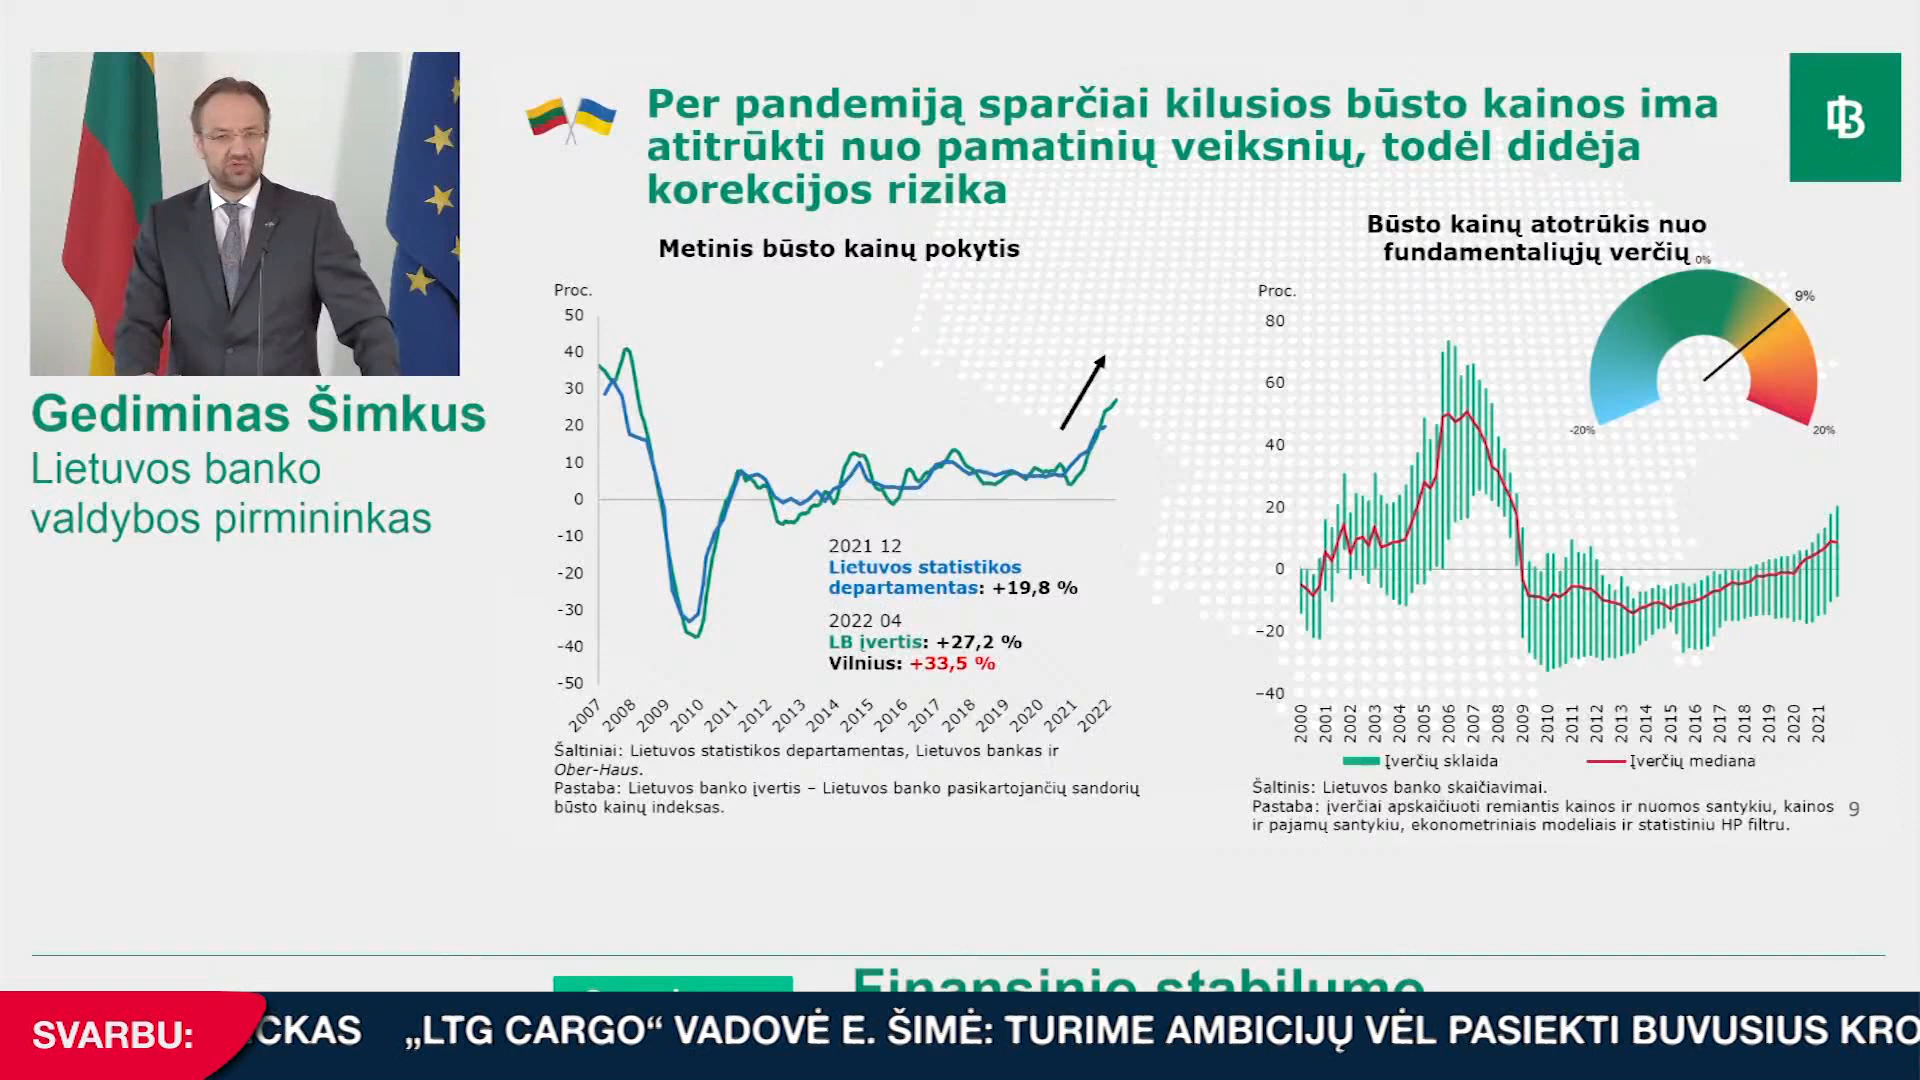 Per pandemiją sparčiai kilusios būsto kainos ima
atitrūkti nuo pamatinių veiksnių, todėl didėja
korekcijos rizika
Gediminas Šimkus
Lietuvos banko
valdybos pirmininkas
Metinis būsto kainų pokytis
Proc.
50
40
30
20
10
0
-10
-20
-30
-40
-50
2021 12
Lietuvos statistikos
departamentas: +19,8 %
2022 04
LB įvertis: +27,2 %
Vilnius: +33,5 %
2007 2008 2009 2010 2011 2012 2013 2014 2015 2016 2017 2018 2019 2020 2021 2022
Šaltiniai: Lietuvos statistikos departamentas, Lietuvos bankas ir
Ober-Haus.
Pastaba: Lietuvos banko įvertis – Lietuvos banko pasikartojančių sandorių
būsto kainų indeksas.
Būsto kainų atotrūkis nuo
fundamentaliųjų verčių
0%
9%
-20%
20%
Proc.
80
60
40
20
0
−20
−40
2000 2001 2002 2003 2004 2005 2006 2007 2008 2009 2010 2011 2012 2013 2014 2015 2016 2017 2018 2019 2020 2021
Įverčių sklaida
Įverčių mediana
Šaltinis: Lietuvos banko skaičiavimai.
Pastaba: įverčiai apskaičiuoti remiantis kainos ir nuomos santykiu, kainos
ir pajamų santykiu, ekonometriniais modeliais ir statistiniu HP filtru.
9
Finansinio stabilumo
SVARBU:
CKAS „LTG CARGO“ VADOVĖ E. ŠIMĖ: TURIME AMBICIJŲ VĖL PASIEKTI BUVUSIUS KRO